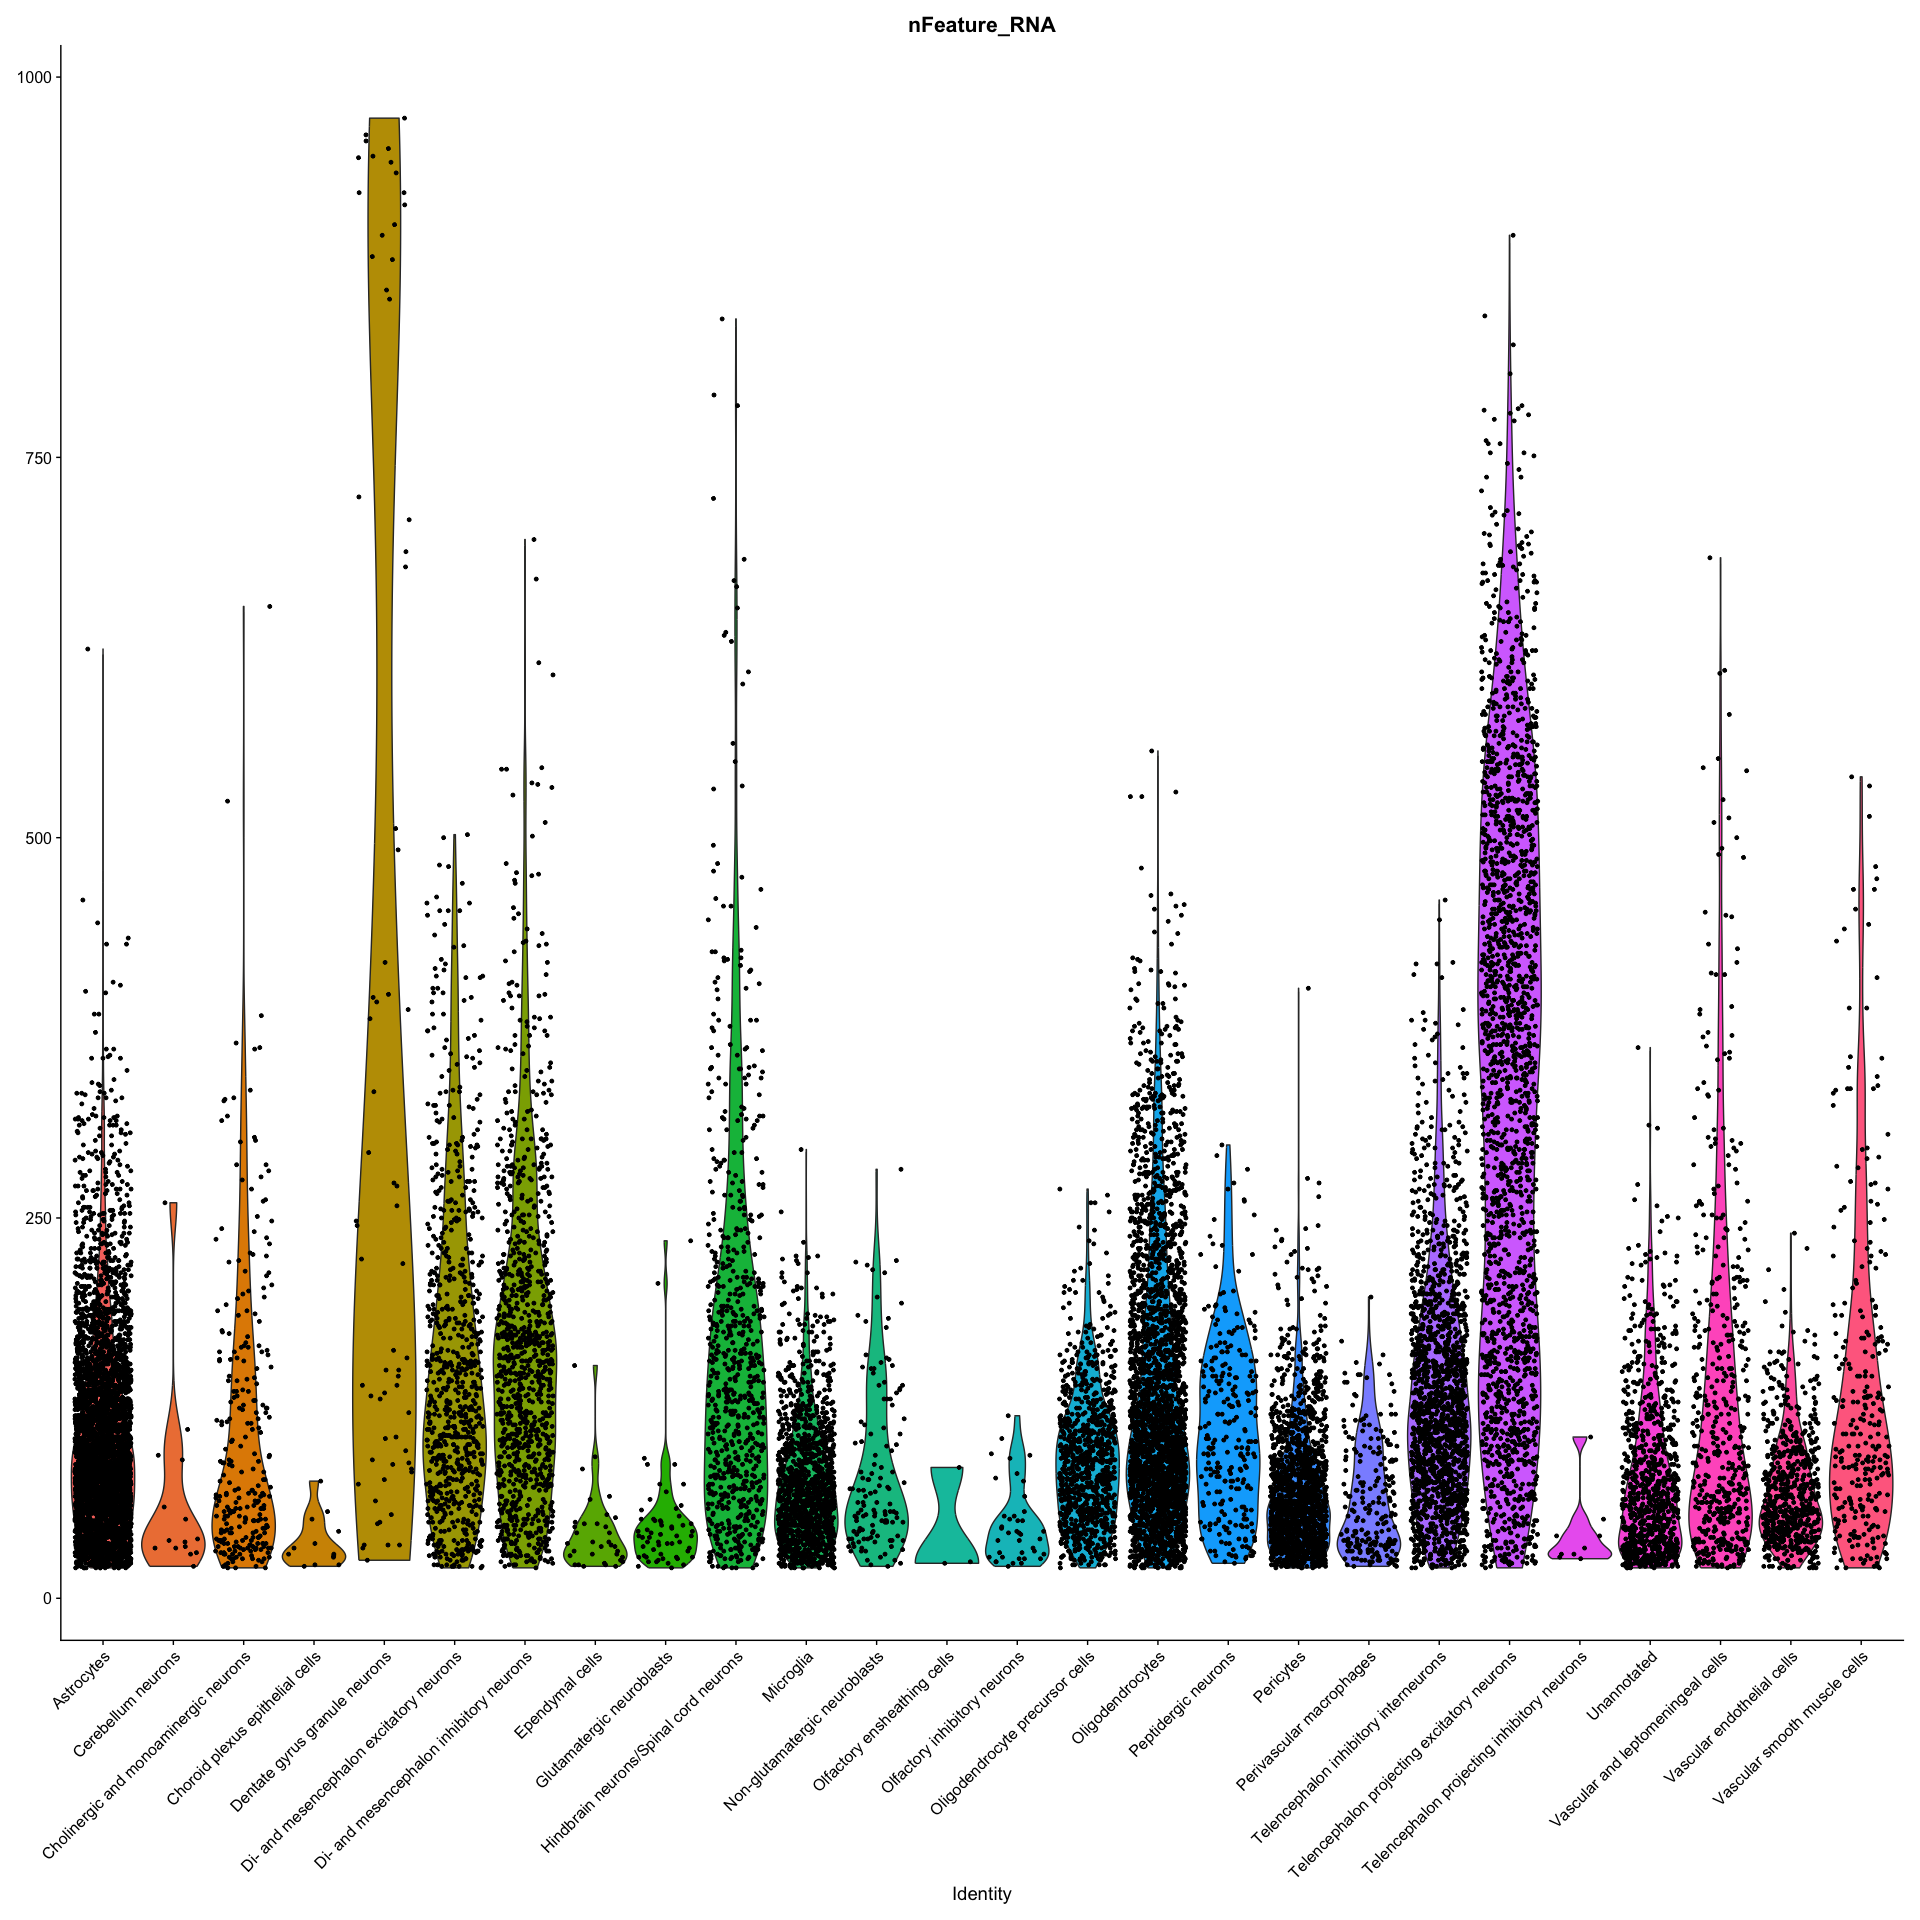 nFeature_RNA
1000
750
500
250
0
Astrocytes
Cerebellum neurons
Cholinergic and monoaminergic neurons
Choroid plexus epithelial cells
Dentate gyrus granule neurons
Di- and mesencephalon excitatory neurons
Di- and mesencephalon inhibitory neurons
Ependymal cells
Glutamatergic neuroblasts
Hindbrain neurons/Spinal cord neurons
Microglia
Non-glutamatergic neuroblasts
Olfactory ensheathing cells
Olfactory inhibitory neurons
Oligodendrocyte precursor cells
Oligodendrocytes
Peptidergic neurons
Pericytes
Perivascular macrophages
Telencephalon inhibitory interneurons
Telencephalon projecting excitatory neurons
Telencephalon projecting inhibitory neurons
Unannotated
Vascular and leptomeningeal cells
Vascular endothelial cells
Vascular smooth muscle cells
Identity